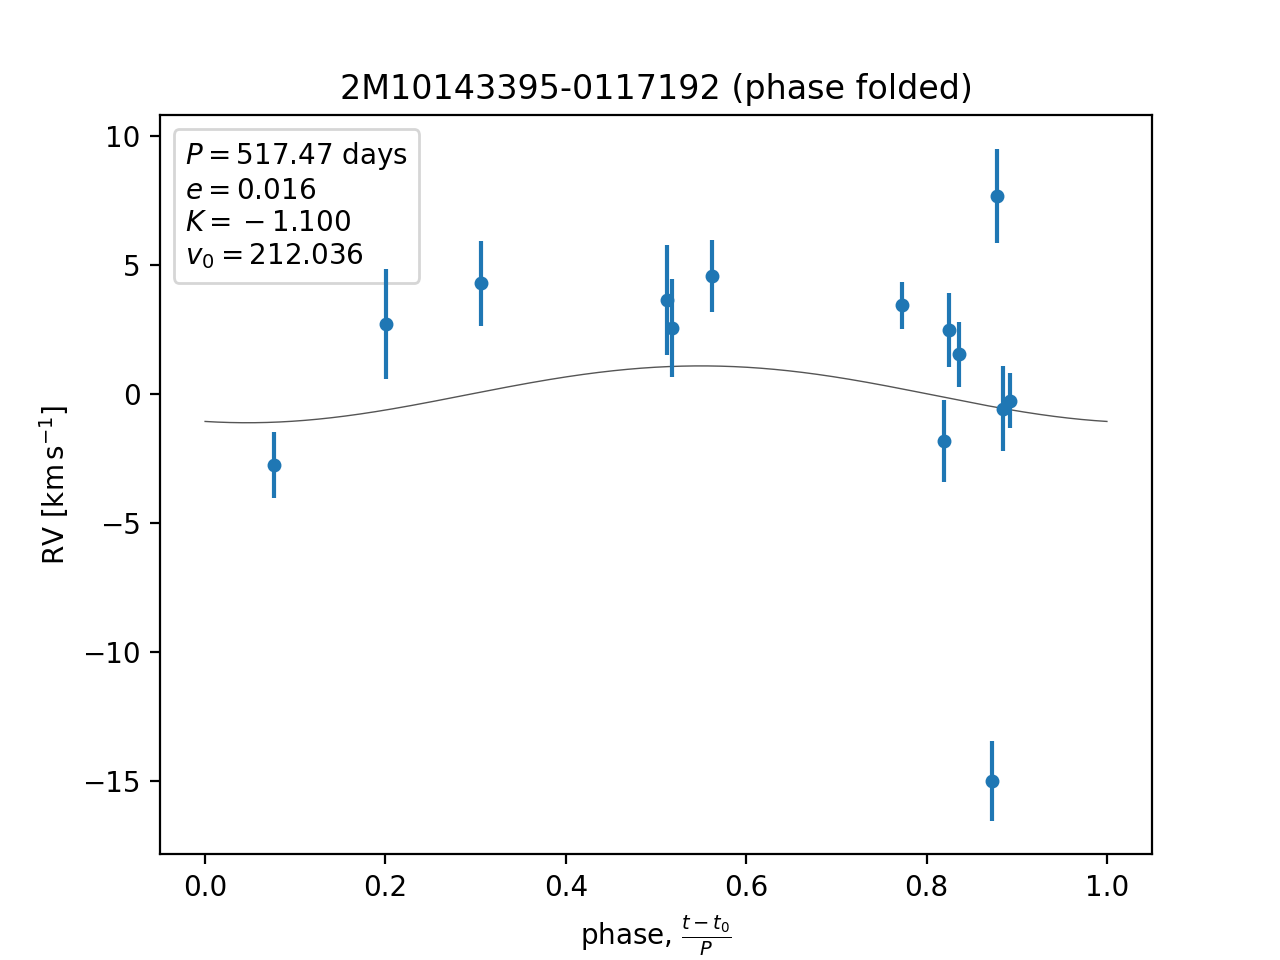 2M10143395-0117192 (phase folded)
P = 517.47 days
e = 0.016
K = −1.100
v₀ = 212.036
10
5
0
−5
−10
−15
RV [km s⁻¹]
0.0 0.2 0.4 0.6 0.8 1.0
phase, (t − t₀)/P